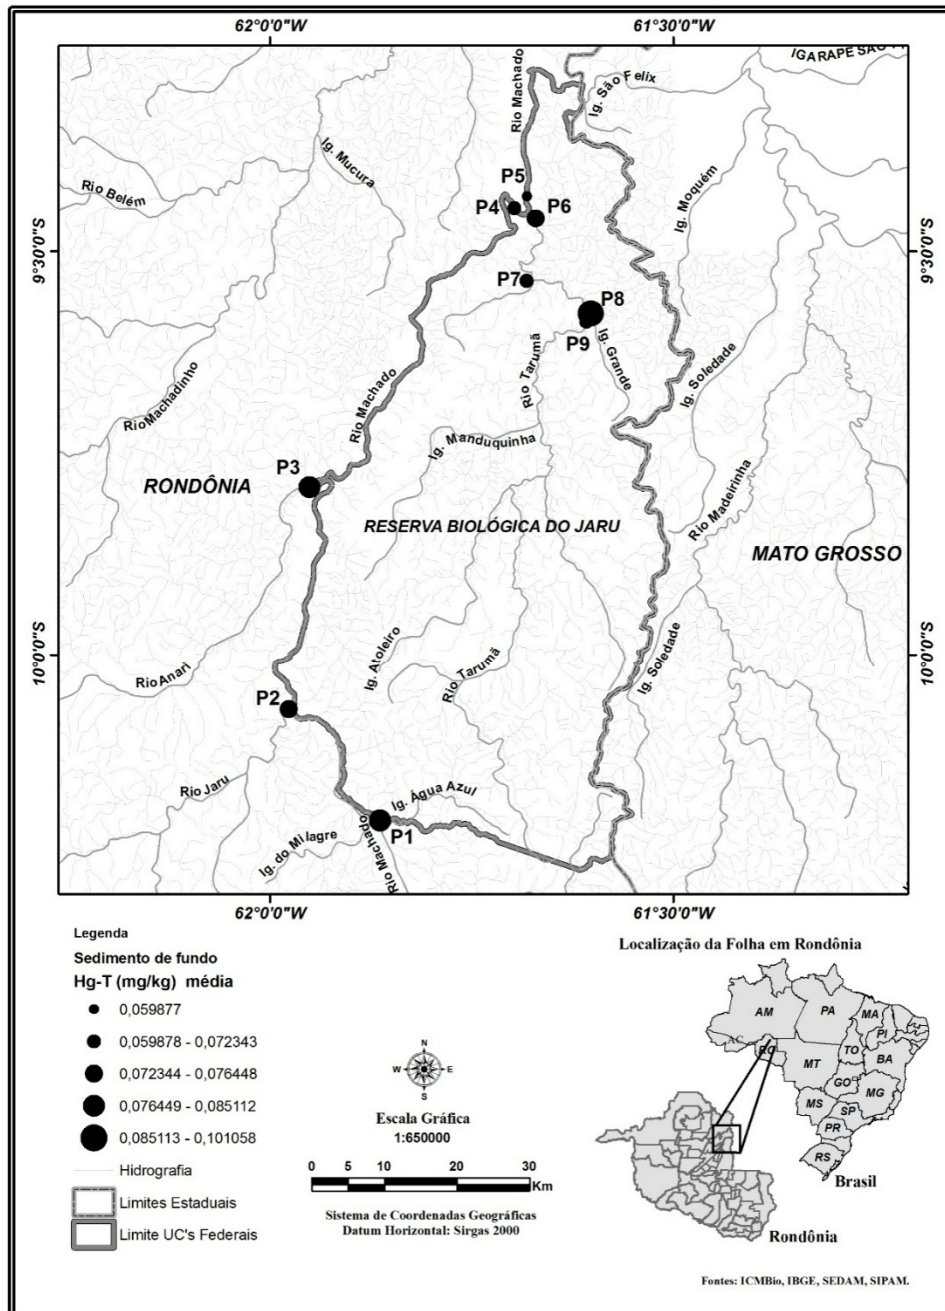 62°0'0"W
61°30'0"W
IGARAPÉ SÃO
Rio Machado
Ig. São Felix
Ig. Mucura
Rio Belém
Ig. Moquém
P5
P4
P6
9°30'0"S
9°30'0"S
P7
P8
P9
Ig. Grande
Rio Tarumã
Ig. Soledade
Rio Machadinho
Rio Machado
Ig. Manduquinha
P3
RONDÔNIA
Rio Madeirinha
RESERVA BIOLÓGICA DO JARU
MATO GROSSO
10°0'0"S
10°0'0"S
Ig. Atoleiro
Rio Tarumã
Ig. Soledade
Rio Anari
P2
Rio Jaru
Ig. Água Azul
P1
Ig. do Milagre
Rio Machado
62°0'0"W
61°30'0"W
Legenda
Sedimento de fundo
Hg-T (mg/kg) média
0,059877
0,059878 - 0,072343
0,072344 - 0,076448
0,076449 - 0,085112
0,085113 - 0,101058
Hidrografia
Limites Estaduais
Limite UC's Federais
N
W E
S
Escala Gráfica
1:650000
0 5 10 20 30
Km
Sistema de Coordenadas Geográficas
Datum Horizontal: Sirgas 2000
Localização da Folha em Rondônia
AM
PA
MA
PI
AC
RO
TO
BA
MT
GO
MG
MS
SP
PR
RS
Brasil
Rondônia
Fontes: ICMBio, IBGE, SEDAM, SIPAM.